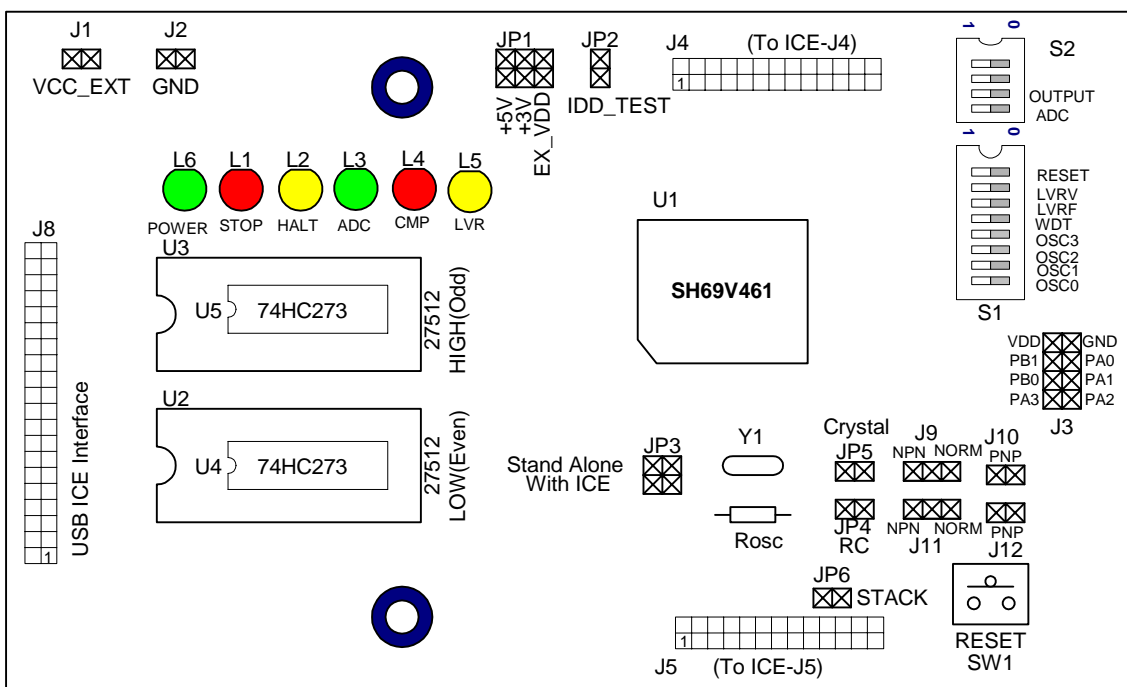 J1
VCC_EXT
J2
GND
JP1
+5V
+3V
EX_VDD
JP2
IDD_TEST
J4
(To ICE-J4)
1
1
0
S2
OUTPUT
ADC
1
0
RESET
LVRV
LVRF
WDT
OSC3
OSC2
OSC1
OSC0
S1
L6
L1
L2
L3
L4
L5
POWER
STOP
HALT
ADC
CMP
LVR
J8
1
USB ICE Interface
U3
U5
74HC273
27512
HIGH(Odd)
U2
U4
74HC273
27512
LOW(Even)
U1
SH69V461
VDD
GND
PB1
PA0
PB0
PA1
PA3
PA2
J3
Stand Alone
With ICE
JP3
Y1
Rosc
Crystal
JP5
JP4
RC
J9
NPN
NORM
NPN
NORM
J11
J10
PNP
PNP
J12
JP6
STACK
RESET
SW1
1
J5
(To ICE-J5)